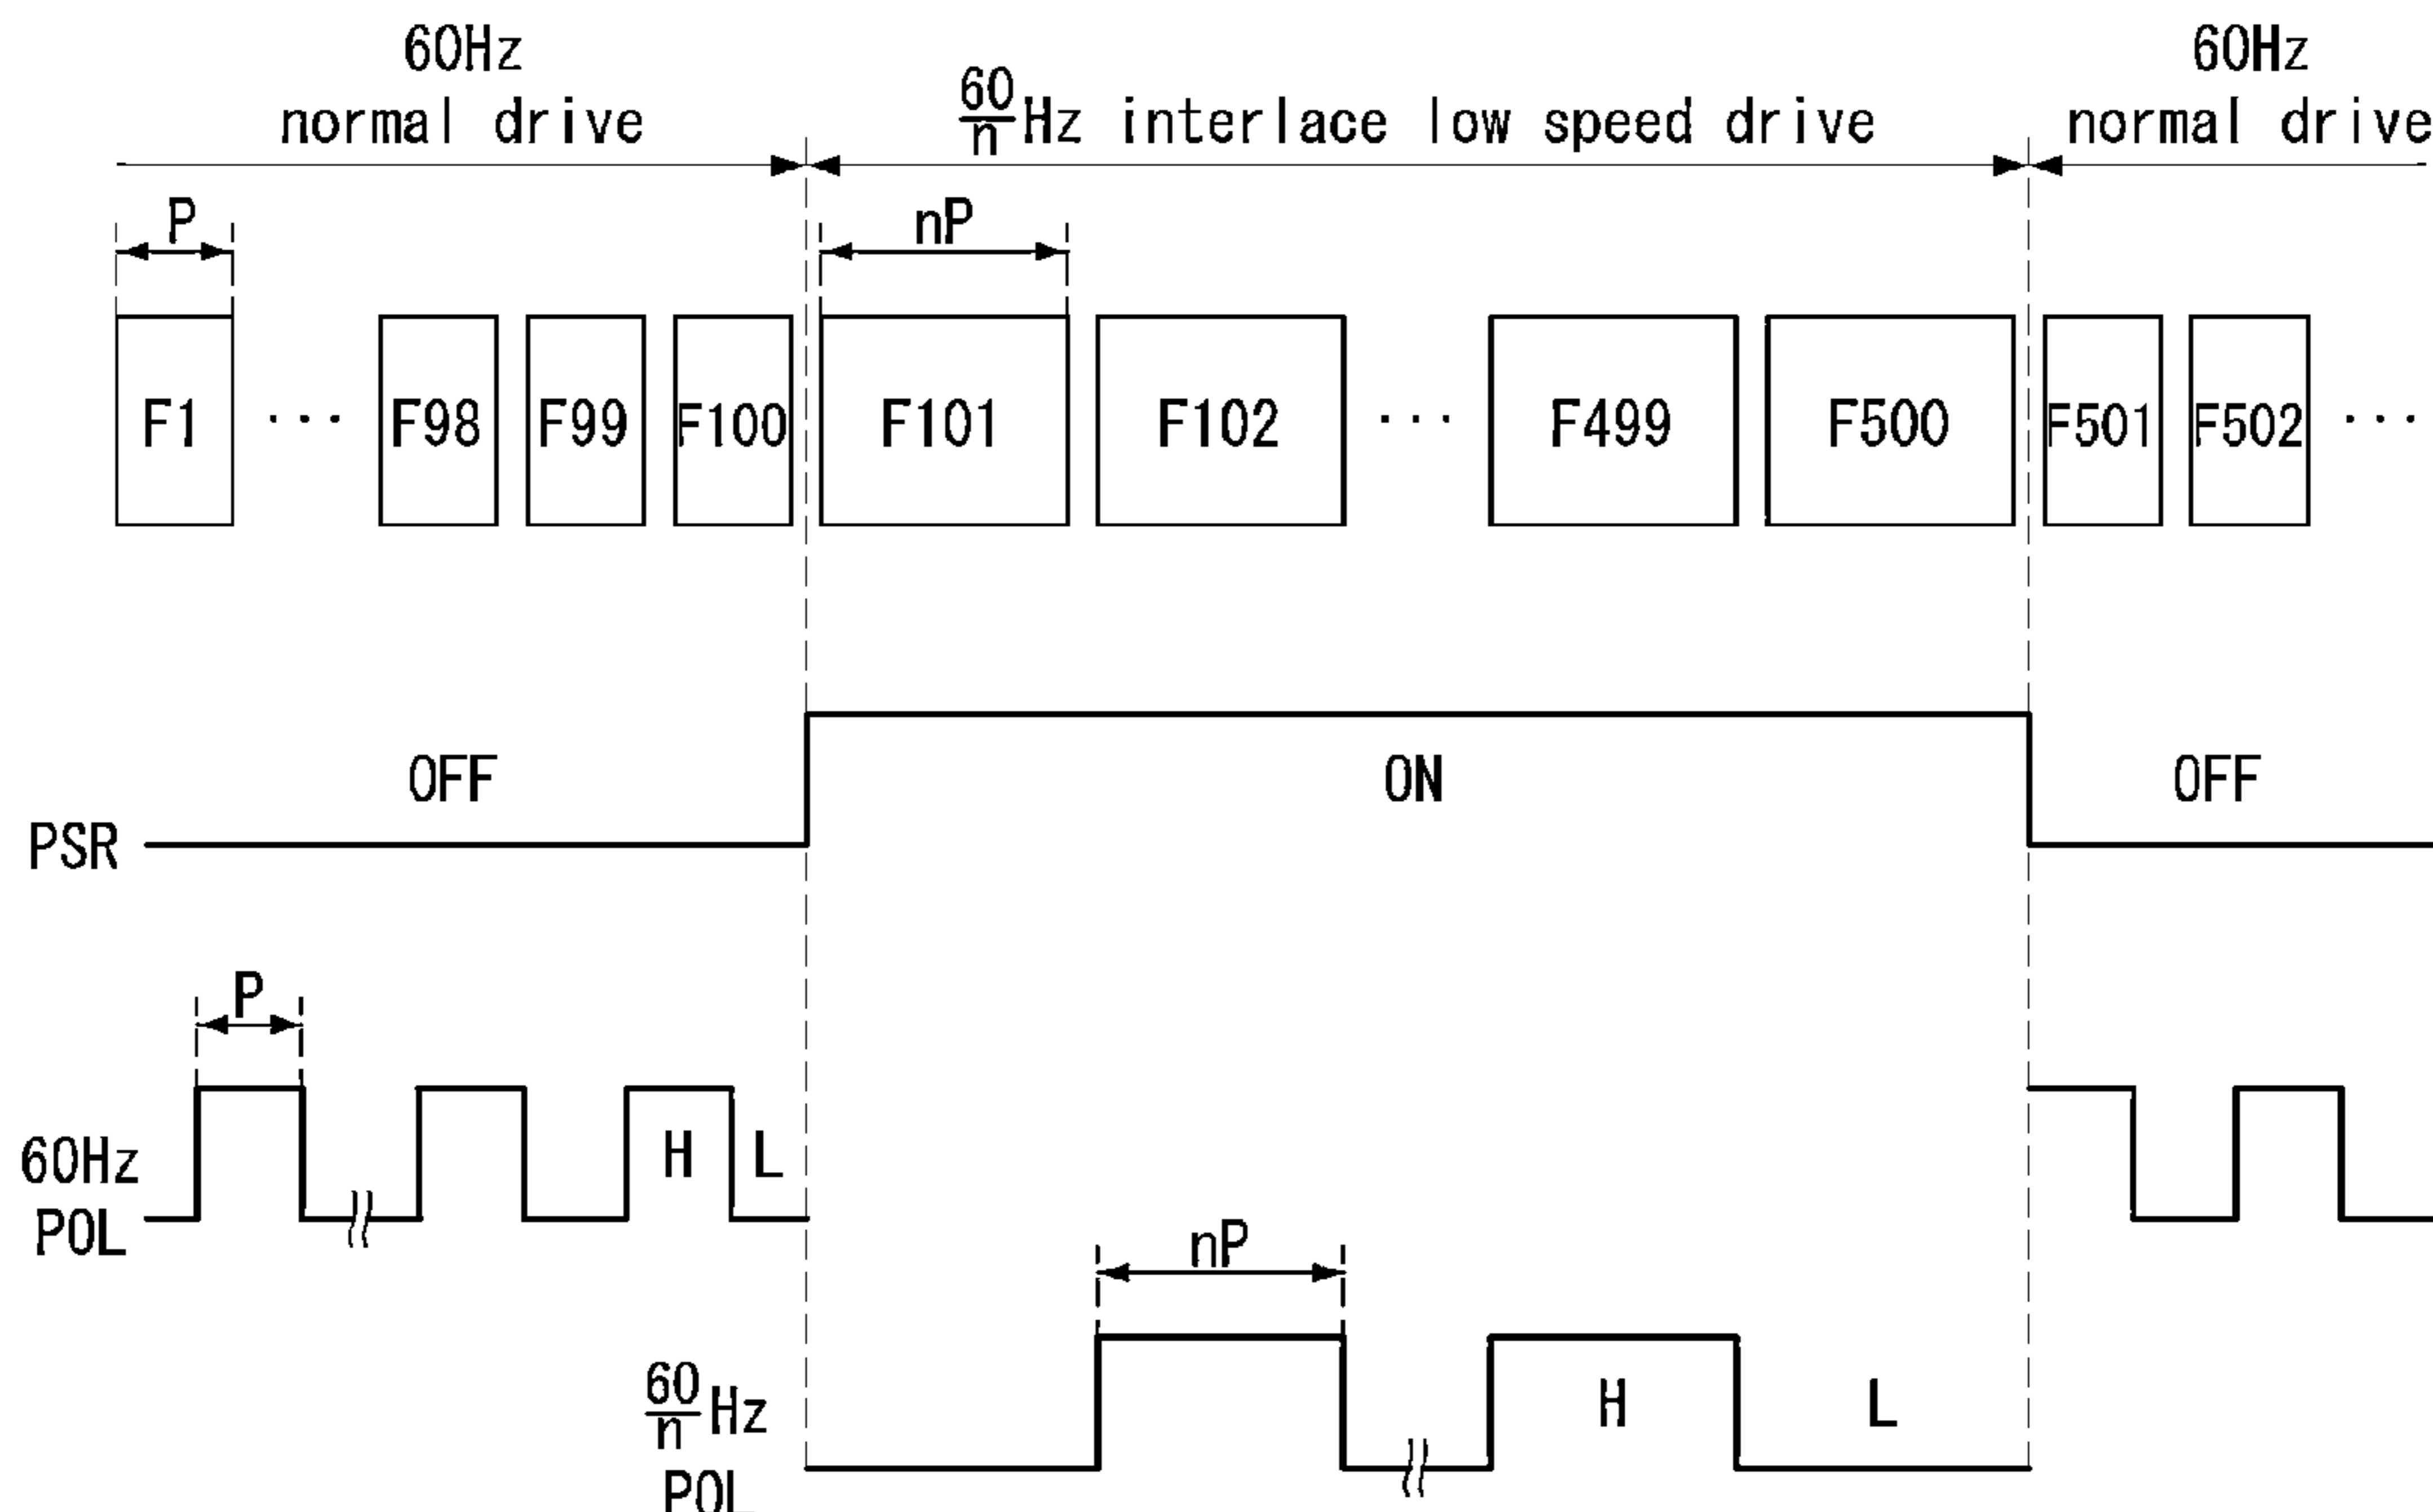 60Hz
normal drive
60/n Hz interlace low speed drive
60Hz
normal drive
P
nP
F1 ··· F98 F99 F100 F101 F102 ··· F499 F500 F501 F502 ···
OFF
ON
OFF
PSR
P
H
L
60Hz
POL
nP
60/n Hz
POL
H
L